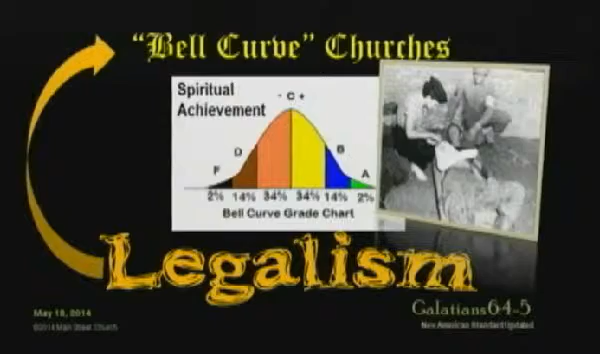 “Bell Curve” Churches
Spiritual
Achievement
- C +
D
B
F
A
2% 14% 34% 34% 14% 2%
Bell Curve Grade Chart
Legalism
May 18, 2014
©2014 Main Street Church
Galatians 6:4-5
New American Standard Updated